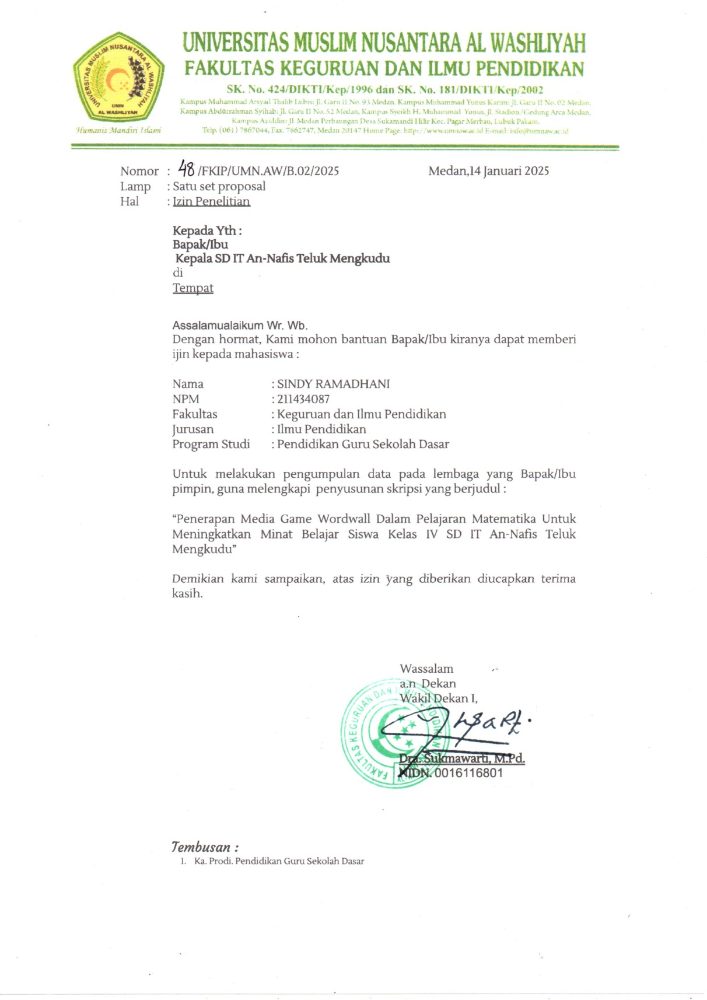 UNIVERSITAS MUSLIM NUSANTARA AL WASHLIYAH
FAKULTAS KEGURUAN DAN ILMU PENDIDIKAN
SK. No. 424/DIKTI/Kep/1996 dan SK. No. 181/DIKTI/Kep/2002
Kampus Muhammad Arsyad Thalib Lubis: Jl. Garu II No. 93 Medan, Kampus Muhammad Yunus Karim: Jl. Garu II No. 02 Medan,
Kampus Abdurrahman Syihab: Jl. Garu II No. 52 Medan, Kampus Syeikh H. Muhammad Yunus, Jl. Stadion/Gedung Arca Medan,
Kampus Aziddin: Jl. Medan Perbaungan Desa Sukamandi Hilir Kec. Pagar Merbau, Lubuk Pakam.
Telp. (061) 7867044, Fax. 7862747, Medan 20147 Home Page: http://www.umnaw.ac.id E-mail: info@umnaw.ac.id
UNIVERSITAS MUSLIM NUSANTARA AL WASHLIYAH
UMN
AL WASHLIYAH
Humanis Mandiri Islami
Nomor : 48 /FKIP/UMN.AW/B.02/2025 Medan,14 Januari 2025
Lamp : Satu set proposal
Hal : Izin Penelitian
Kepada Yth :
Bapak/Ibu
Kepala SD IT An-Nafis Teluk Mengkudu
di
Tempat
Assalamualaikum Wr. Wb.
Dengan hormat, Kami mohon bantuan Bapak/Ibu kiranya dapat memberi
ijin kepada mahasiswa :
Nama : SINDY RAMADHANI
NPM : 211434087
Fakultas : Keguruan dan Ilmu Pendidikan
Jurusan : Ilmu Pendidikan
Program Studi : Pendidikan Guru Sekolah Dasar
Untuk melakukan pengumpulan data pada lembaga yang Bapak/Ibu
pimpin, guna melengkapi penyusunan skripsi yang berjudul :
“Penerapan Media Game Wordwall Dalam Pelajaran Matematika Untuk
Meningkatkan Minat Belajar Siswa Kelas IV SD IT An-Nafis Teluk
Mengkudu”
Demikian kami sampaikan, atas izin yang diberikan diucapkan terima
kasih.
Wassalam
a.n Dekan
Wakil Dekan I,
FAKULTAS KEGURUAN DAN ILMU PENDIDIKAN
Dra. Sukmawarti, M.Pd.
NIDN. 0016116801
Tembusan :
1. Ka. Prodi. Pendidikan Guru Sekolah Dasar